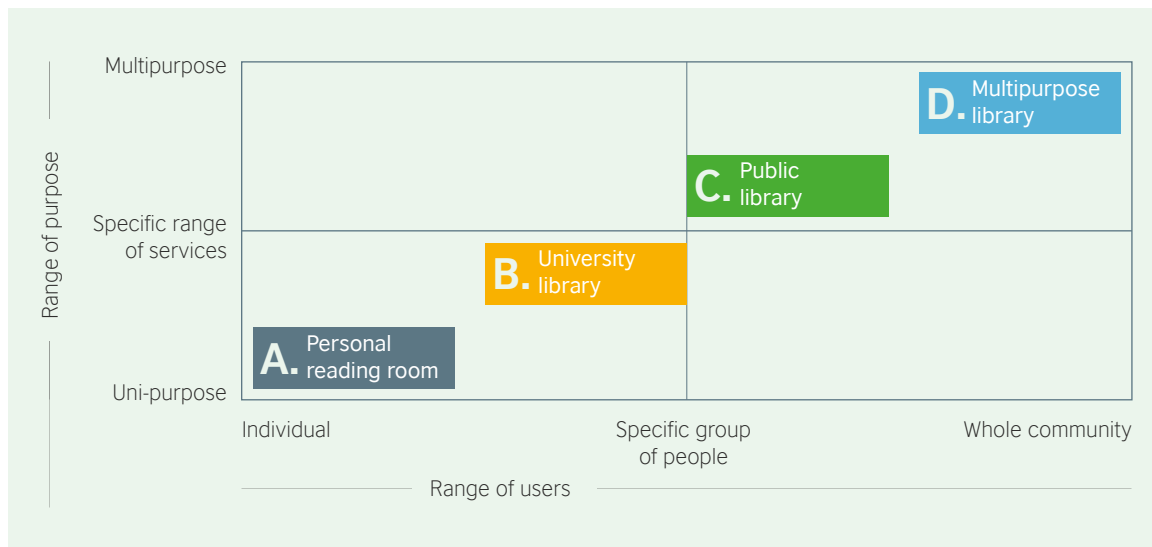 Multipurpose
D. Multipurpose
library
C. Public
library
Range of purpose
Specific range
of services
B. University
library
A. Personal
reading room
Uni-purpose
Individual
Specific group
of people
Whole community
Range of users